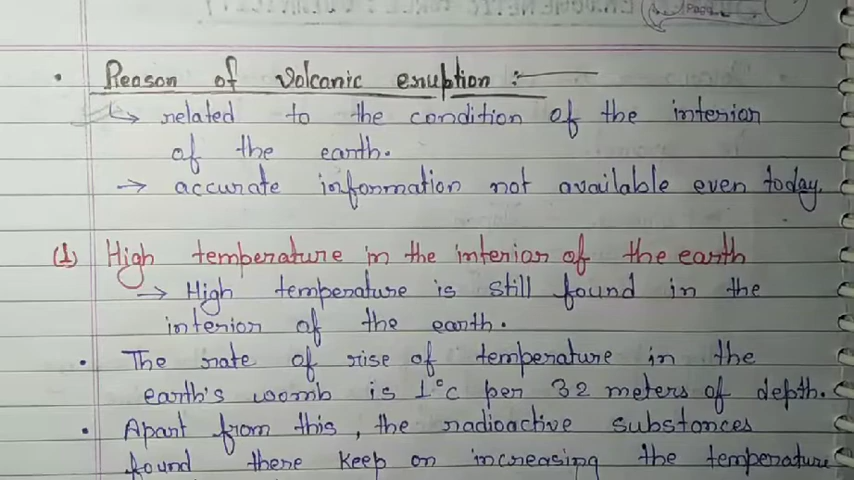 Page
• Reason of volcanic eruption :-
↳ related to the condition of the interior
of the earth.
→ accurate information not available even today.
(1) High temperature in the interior of the earth
→ High temperature is still found in the
interior of the earth.
• The rate of rise of temperature in the
earth's womb is 1°c per 32 meters of depth.
• Apart from this, the radioactive substances
found there keep on increasing the temperature